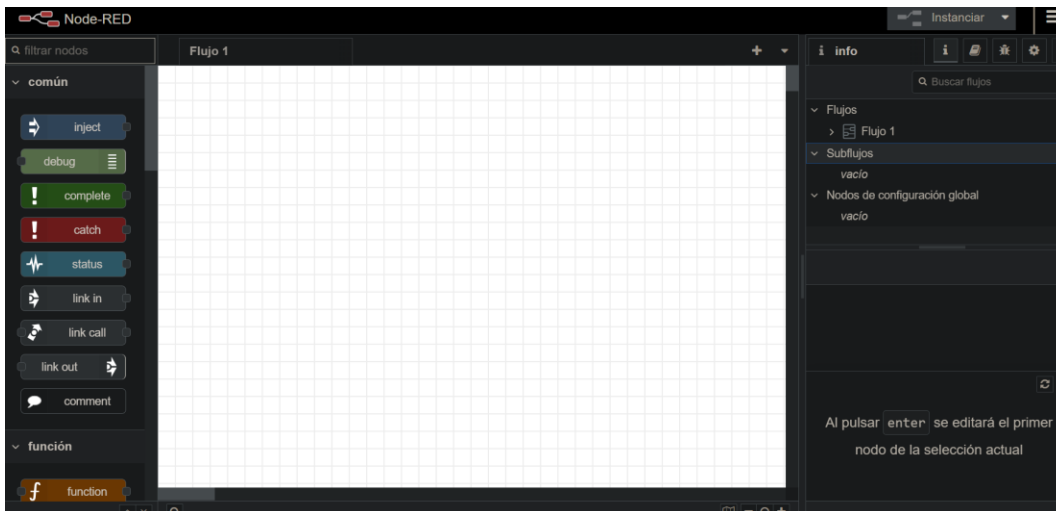 Node-RED
Instanciar
filtrar nodos
Flujo 1
i info
i
Buscar flujos
común
inject
debug
complete
catch
status
link in
link call
link out
comment
función
function
Flujos
Flujo 1
Subflujos
vacío
Nodos de configuración global
vacío
Al pulsar enter se editará el primer
nodo de la selección actual